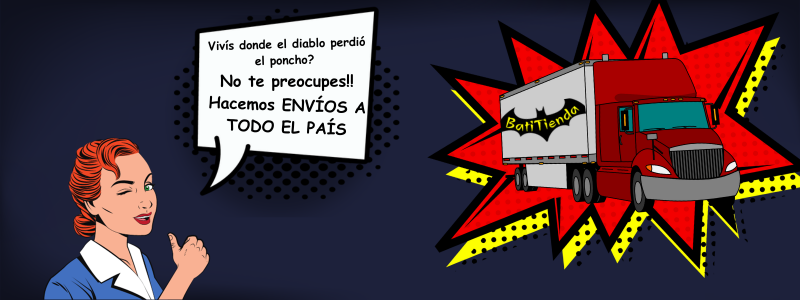 Vivís donde el diablo perdió
el poncho?
No te preocupes!!
Hacemos ENVÍOS A
TODO EL PAÍS
BatiTienda